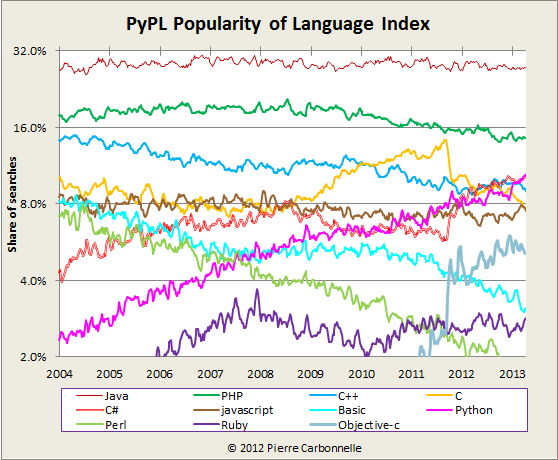 PyPL Popularity of Language Index
32.0%
16.0%
8.0%
4.0%
2.0%
Share of searches
2004 2005 2006 2007 2008 2009 2010 2011 2012 2013
Java PHP C++ C
C# javascript Basic Python
Perl Ruby Objective-c
© 2012 Pierre Carbonnelle